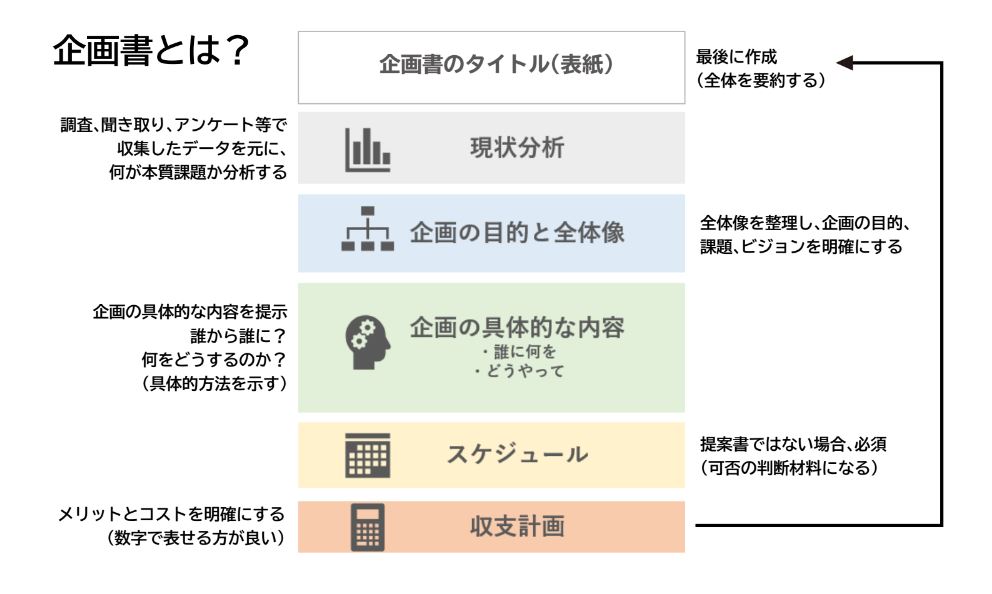 企画書とは？
企画書のタイトル（表紙）
最後に作成
（全体を要約する）
調査、聞き取り、アンケート等で
収集したデータを元に、
何が本質課題か分析する
現状分析
企画の目的と全体像
全体像を整理し、企画の目的、
課題、ビジョンを明確にする
企画の具体的な内容を提示
誰から誰に？
何をどうするのか？
（具体的方法を示す）
企画の具体的な内容
・誰に何を
・どうやって
スケジュール
提案書ではない場合、必須
（可否の判断材料になる）
メリットとコストを明確にする
（数字で表せる方が良い）
収支計画